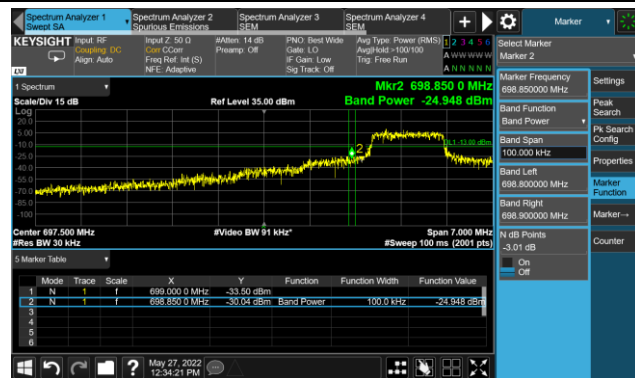 Spectrum Analyzer 1
Swept SA
Spectrum Analyzer 2
Spurious Emissions
Spectrum Analyzer 3
SEM
Spectrum Analyzer 4
SEM
+
Marker
KEYSIGHT
Input: RF
Coupling: DC
Align: Auto
Input Z: 50 Ω
Corr CCorr
Freq Ref: Int (S)
NFE: Adaptive
#Atten: 14 dB
Preamp: Off
PNO: Best Wide
Gate: LO
IF Gain: Low
Sig Track: Off
Avg Type: Power (RMS)
Avg|Hold >100/100
Trig: Free Run
1 2 3 4 5 6
A W W W W W
A N N N N N
LXI
1 Spectrum
Scale/Div 15 dB
Ref Level 35.00 dBm
Mkr2 698.850 0 MHz
Band Power -24.948 dBm
Log
20.0
5.00
-10.0
-25.0
-40.0
-55.0
-70.0
-85.0
-100
2
DL1 -13.00 dBm
Center 697.500 MHz
#Video BW 91 kHz*
Span 7.000 MHz
#Res BW 30 kHz
#Sweep 100 ms (2001 pts)
5 Marker Table
Mode Trace Scale X Y Function Function Width Function Value
1 N 1 f 699.000 0 MHz -33.50 dBm
2 N 1 f 698.850 0 MHz -30.04 dBm Band Power 100.0 kHz -24.948 dBm
3
4
5
6
Select Marker
Marker 2
Marker Frequency
698.850000 MHz
Band Function
Band Power
Band Span
100.000 kHz
Band Left
698.800000 MHz
Band Right
698.900000 MHz
N dB Points
-3.01 dB
On
Off
Settings
Peak
Search
Pk Search
Config
Properties
Marker
Function
Marker→
Counter
?
May 27, 2022
12:34:21 PM